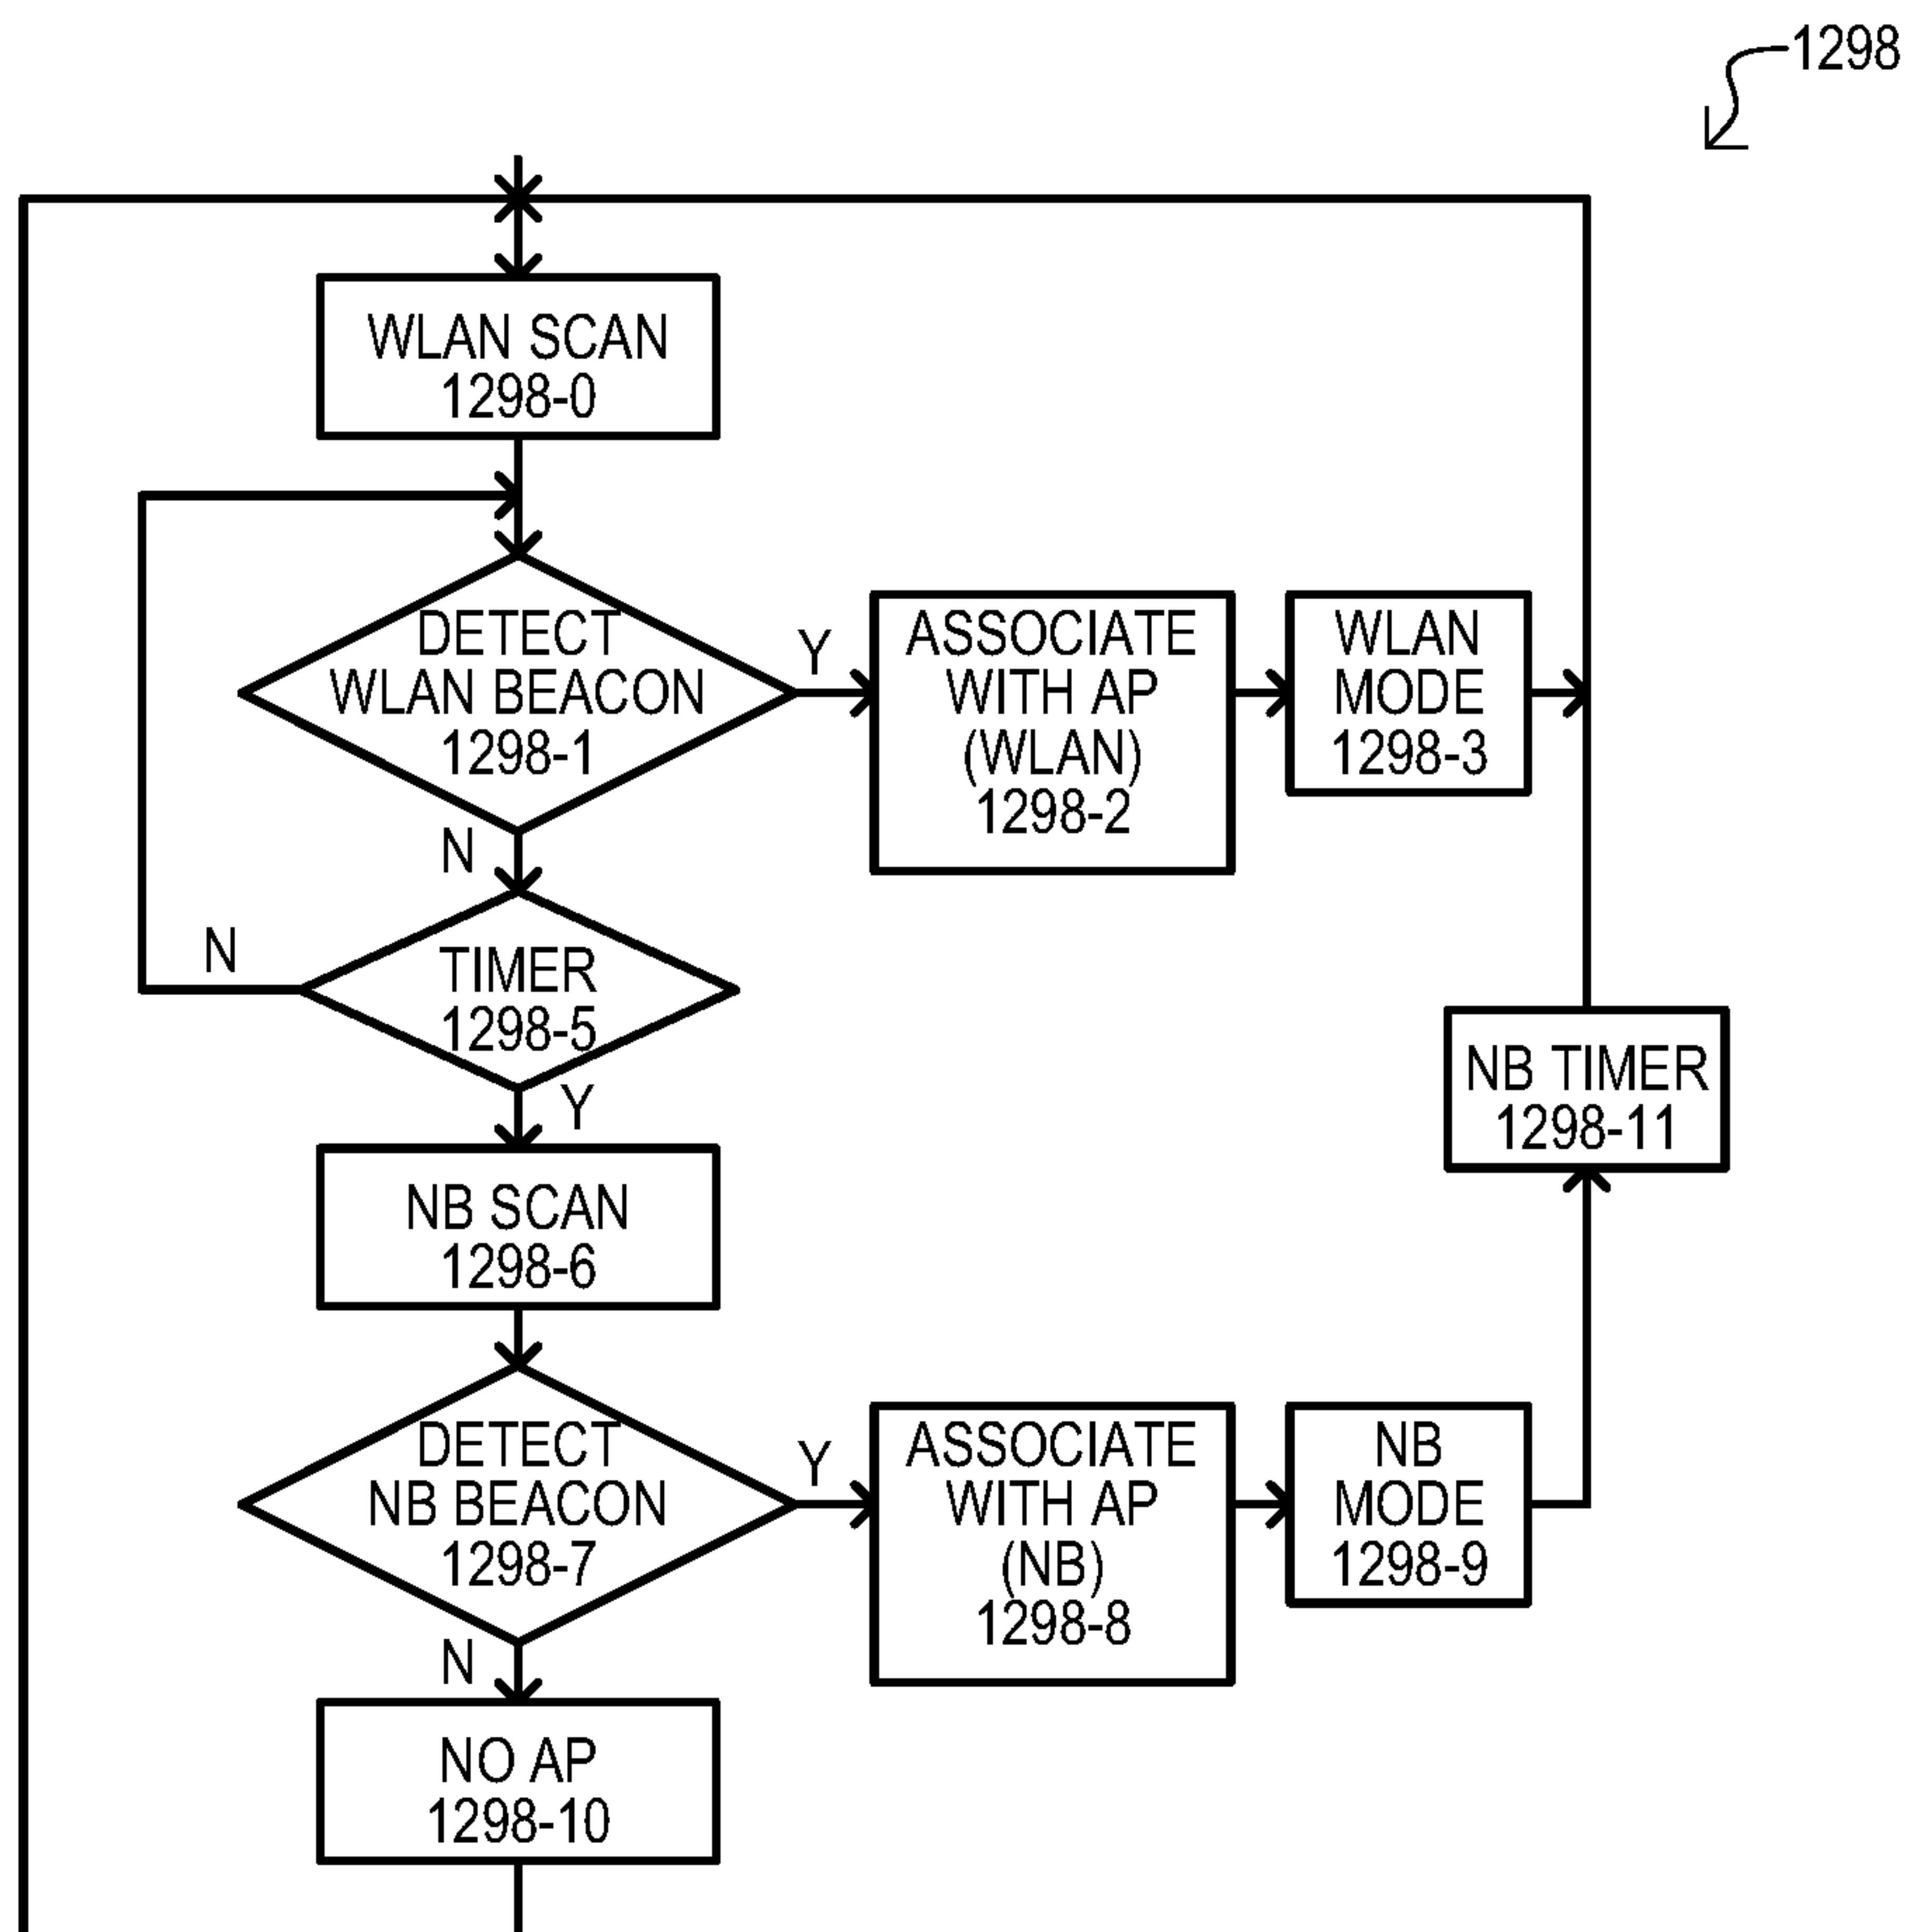 1298
WLAN SCAN
1298-0
DETECT
WLAN BEACON
1298-1
Y
ASSOCIATE
WITH AP
(WLAN)
1298-2
WLAN
MODE
1298-3
N
TIMER
1298-5
N
Y
NB TIMER
1298-11
NB SCAN
1298-6
DETECT
NB BEACON
1298-7
Y
ASSOCIATE
WITH AP
(NB)
1298-8
NB
MODE
1298-9
N
NO AP
1298-10